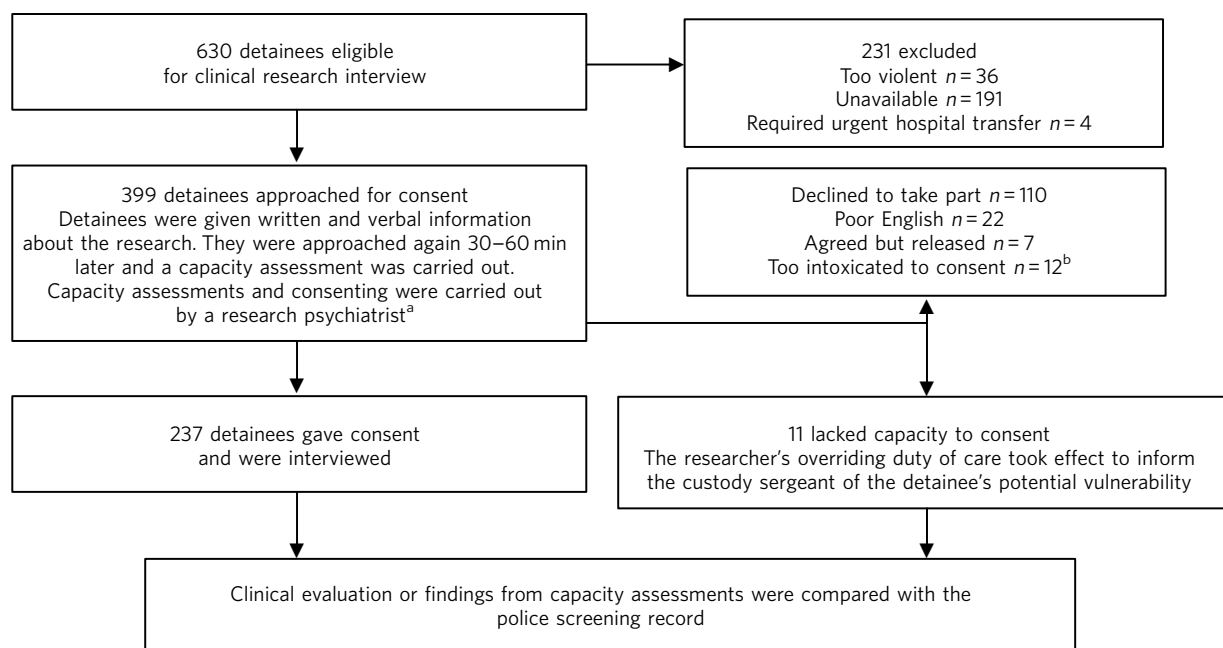 630 detainees eligible
for clinical research interview
231 excluded
Too violent n = 36
Unavailable n = 191
Required urgent hospital transfer n = 4
399 detainees approached for consent
Detainees were given written and verbal information
about the research. They were approached again 30–60 min
later and a capacity assessment was carried out.
Capacity assessments and consenting were carried out
by a research psychiatristᵃ
Declined to take part n = 110
Poor English n = 22
Agreed but released n = 7
Too intoxicated to consent n = 12ᵇ
237 detainees gave consent
and were interviewed
11 lacked capacity to consent
The researcher’s overriding duty of care took effect to inform
the custody sergeant of the detainee’s potential vulnerability
Clinical evaluation or findings from capacity assessments were compared with the
police screening record